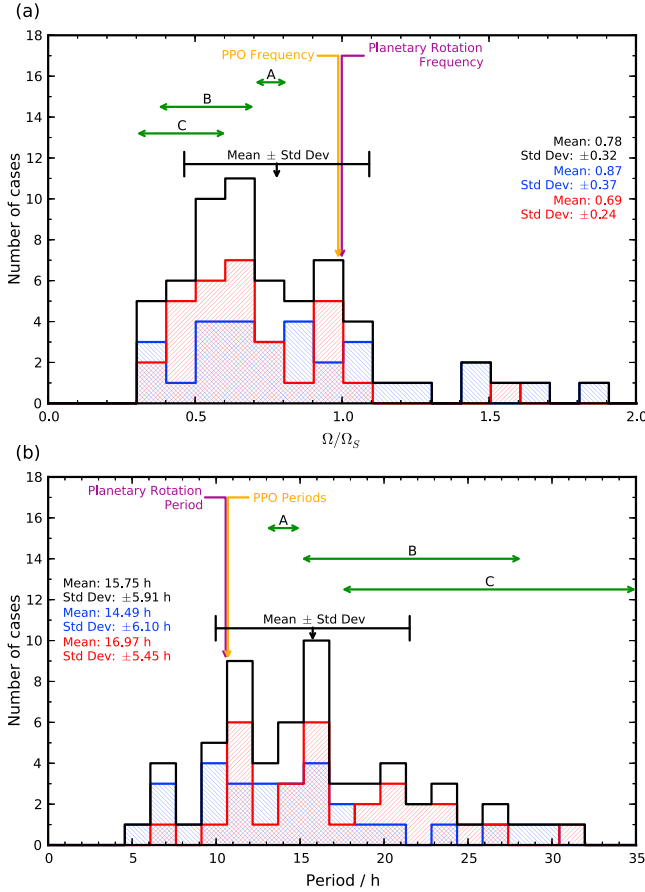 (a)
18
16
14
12
10
8
6
4
2
0
Number of cases
PPO Frequency
Planetary Rotation
Frequency
A
B
C
Mean ± Std Dev
Mean: 0.78
Std Dev: ±0.32
Mean: 0.87
Std Dev: ±0.37
Mean: 0.69
Std Dev: ±0.24
0.0 0.5 1.0 1.5 2.0
Ω/Ω_S
(b)
18
16
14
12
10
8
6
4
2
0
Number of cases
Planetary Rotation
Period
PPO Periods
A
B
C
Mean: 15.75 h
Std Dev: ±5.91 h
Mean: 14.49 h
Std Dev: ±6.10 h
Mean: 16.97 h
Std Dev: ±5.45 h
Mean ± Std Dev
0 5 10 15 20 25 30 35
Period / h